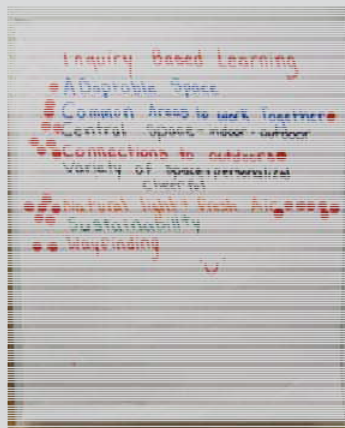 Inquiry Based Learning
Adaptable Space
Common Areas to work Together
Central Space - indoor - outdoor
Connections to outdoors
Variety of Space + personalized
cheerful
Natural light + Fresh Air
Sustainability
Wayfinding